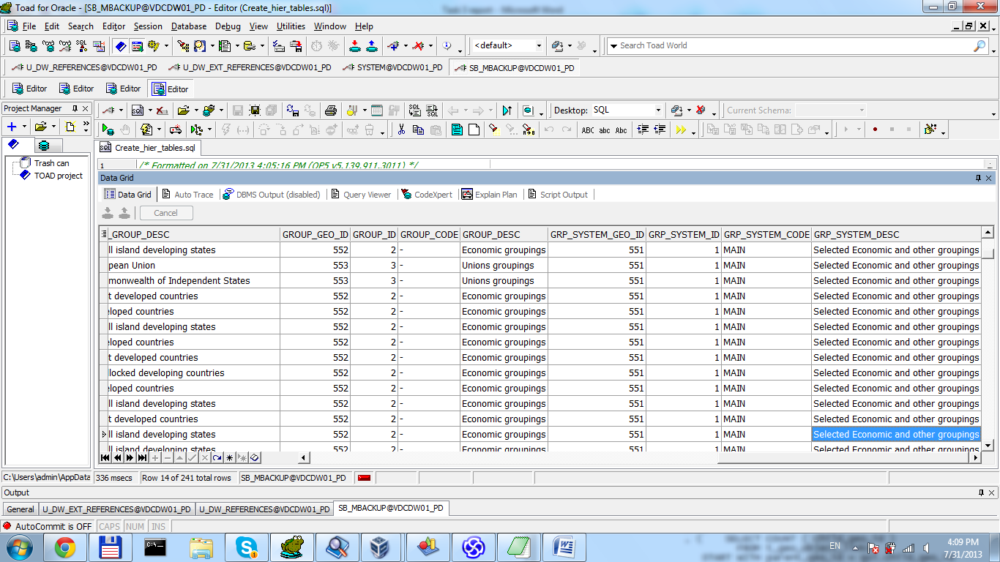 Toad for Oracle - [SB_MBACKUP@VDCDW01_PD - Editor (Create_hier_tables.sql)]
File Edit Search Editor Session Database Debug View Utilities Window Help
<default> Search Toad World
U_DW_REFERENCES@VDCDW01_PD U_DW_EXT_REFERENCES@VDCDW01_PD SYSTEM@VDCDW01_PD SB_MBACKUP@VDCDW01_PD
Editor Editor Editor Editor
Project Manager Desktop: SQL Current Schema:
Trash can
TOAD project
Create_hier_tables.sql
1 /* Formatted on 7/31/2013 4:05:16 PM (QP5 v5.139.911.3011) */
Data Grid
Data Grid Auto Trace DBMS Output (disabled) Query Viewer CodeXpert Explain Plan Script Output
Cancel
_GROUP_DESC GROUP_GEO_ID GROUP_ID GROUP_CODE GROUP_DESC GRP_SYSTEM_GEO_ID GRP_SYSTEM_ID GRP_SYSTEM_CODE GRP_SYSTEM_DESC
ll island developing states 552 2 - Economic groupings 551 1 MAIN Selected Economic and other groupings
pean Union 553 3 - Unions groupings 551 1 MAIN Selected Economic and other groupings
monwealth of Independent States 553 3 - Unions groupings 551 1 MAIN Selected Economic and other groupings
t developed countries 552 2 - Economic groupings 551 1 MAIN Selected Economic and other groupings
eloped countries 552 2 - Economic groupings 551 1 MAIN Selected Economic and other groupings
ll island developing states 552 2 - Economic groupings 551 1 MAIN Selected Economic and other groupings
eloped countries 552 2 - Economic groupings 551 1 MAIN Selected Economic and other groupings
t developed countries 552 2 - Economic groupings 551 1 MAIN Selected Economic and other groupings
llocked developing countries 552 2 - Economic groupings 551 1 MAIN Selected Economic and other groupings
eloped countries 552 2 - Economic groupings 551 1 MAIN Selected Economic and other groupings
ll island developing states 552 2 - Economic groupings 551 1 MAIN Selected Economic and other groupings
t developed countries 552 2 - Economic groupings 551 1 MAIN Selected Economic and other groupings
ll island developing states 552 2 - Economic groupings 551 1 MAIN Selected Economic and other groupings
ll island developing states 552 2 - Economic groupings 551 1 MAIN Selected Economic and other groupings
C:\Users\admin\AppData 336 msecs Row 14 of 241 total rows SB_MBACKUP@VDCDW01_PD
Output
General U_DW_EXT_REFERENCES@VDCDW01_PD U_DW_REFERENCES@VDCDW01_PD SB_MBACKUP@VDCDW01_PD
AutoCommit is OFF CAPS NUM INS
EN 4:09 PM
7/31/2013